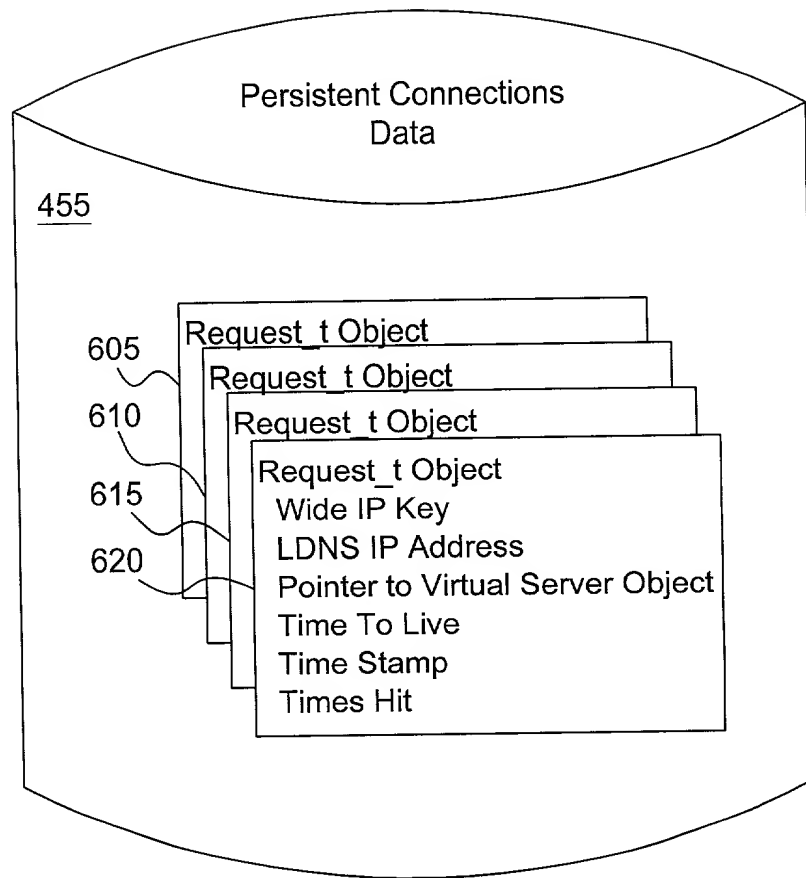 Persistent Connections
Data
455
605
Request_t Object
610
Request_t Object
615
Request_t Object
620
Request_t Object
Wide IP Key
LDNS IP Address
Pointer to Virtual Server Object
Time To Live
Time Stamp
Times Hit